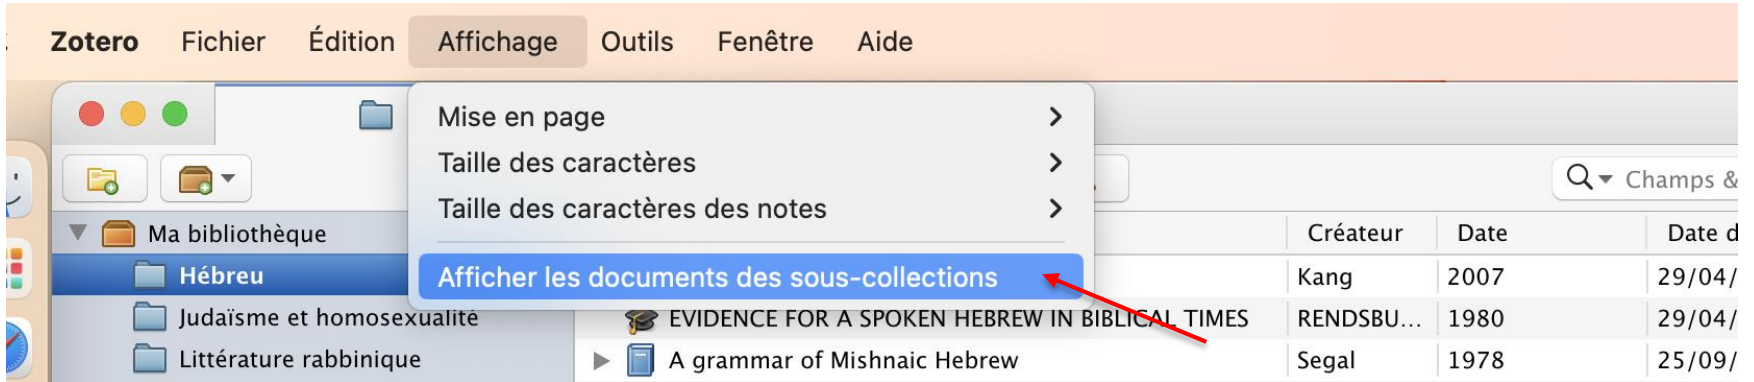 Zotero Fichier Édition Affichage Outils Fenêtre Aide
Mise en page
Taille des caractères
Taille des caractères des notes
Afficher les documents des sous-collections
Champs &
Ma bibliothèque
Hébreu
Judaïsme et homosexualité
Littérature rabbinique
Créateur Date Date d
Kang 2007 29/04/
EVIDENCE FOR A SPOKEN HEBREW IN BIBLICAL TIMES RENDSBU... 1980 29/04/
A grammar of Mishnaic Hebrew Segal 1978 25/09/